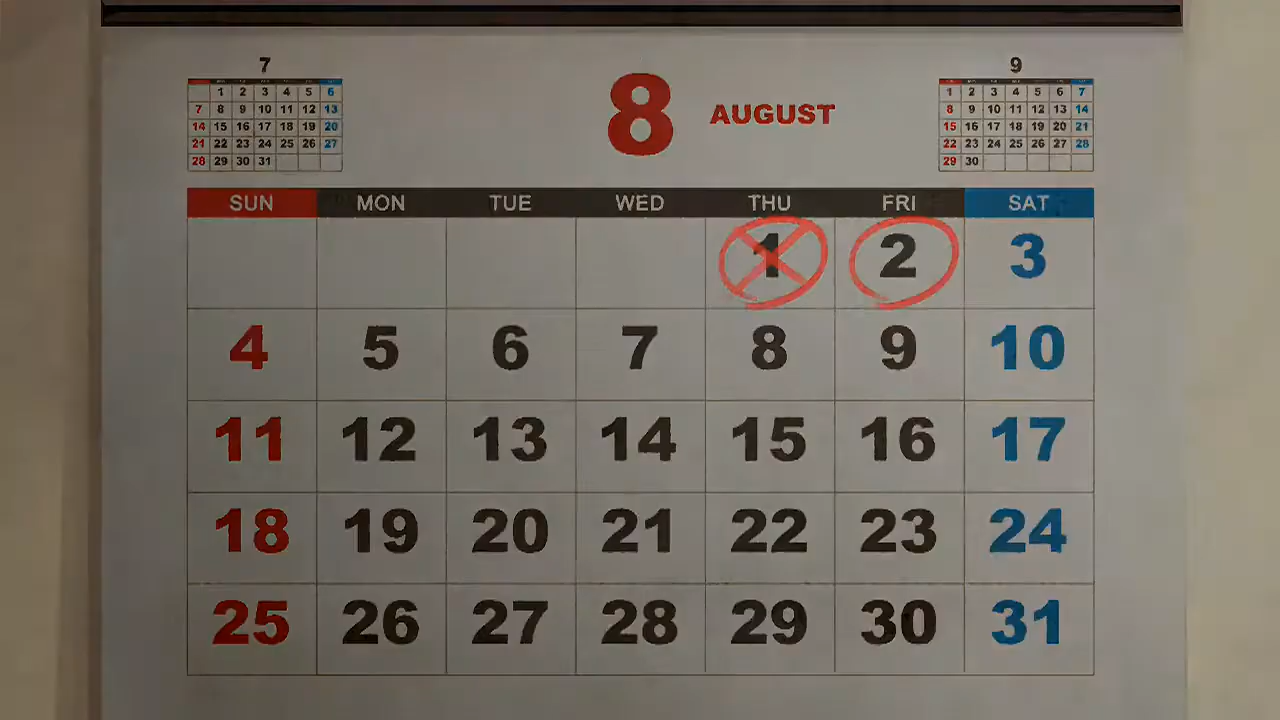 7
1 2 3 4 5 6
7 8 9 10 11 12 13
14 15 16 17 18 19 20
21 22 23 24 25 26 27
28 29 30 31
8 AUGUST
9
1 2 3 4 5 6 7
8 9 10 11 12 13 14
15 16 17 18 19 20 21
22 23 24 25 26 27 28
29 30
SUN MON TUE WED THU FRI SAT
1 2 3
4 5 6 7 8 9 10
11 12 13 14 15 16 17
18 19 20 21 22 23 24
25 26 27 28 29 30 31